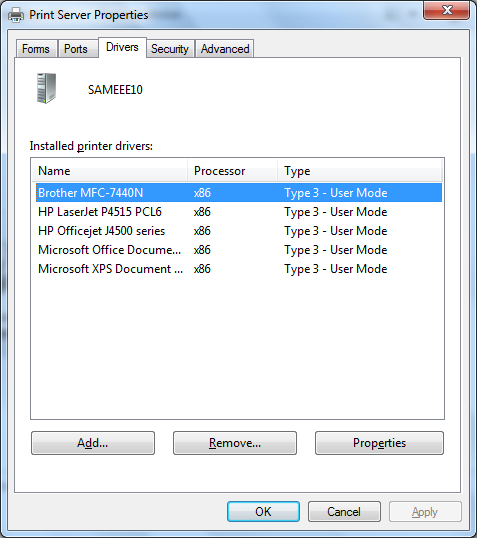 Print Server Properties
Forms Ports Drivers Security Advanced
SAMEEE10
Installed printer drivers:
Name Processor Type
Brother MFC-7440N x86 Type 3 - User Mode
HP LaserJet P4515 PCL6 x86 Type 3 - User Mode
HP Officejet J4500 series x86 Type 3 - User Mode
Microsoft Office Docume... x86 Type 3 - User Mode
Microsoft XPS Document ... x86 Type 3 - User Mode
Add... Remove... Properties
OK Cancel Apply